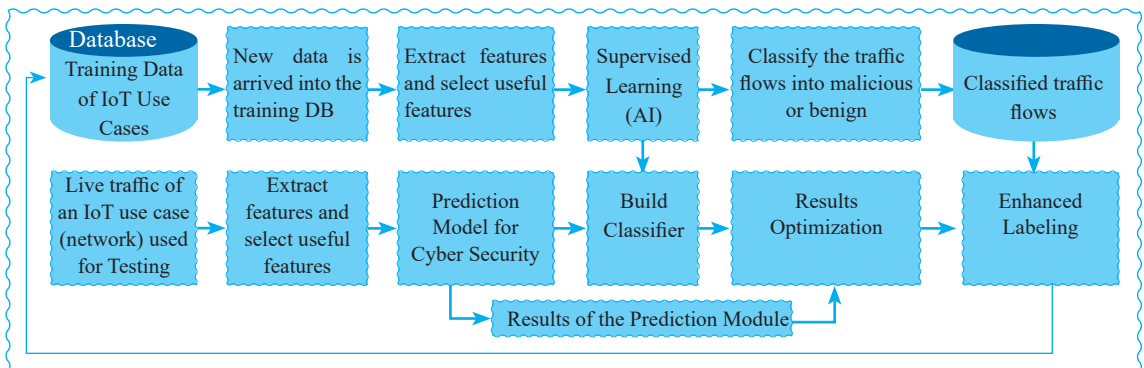 Database
Training Data
of IoT Use
Cases
New data is
arrived into the
training DB
Extract features
and select useful
features
Supervised
Learning
(AI)
Classify the traffic
flows into malicious
or benign
Classified traffic
flows
Live traffic of
an IoT use case
(network) used
for Testing
Extract
features and
select useful
features
Prediction
Model for
Cyber Security
Build
Classifier
Results
Optimization
Enhanced
Labeling
Results of the Prediction Module